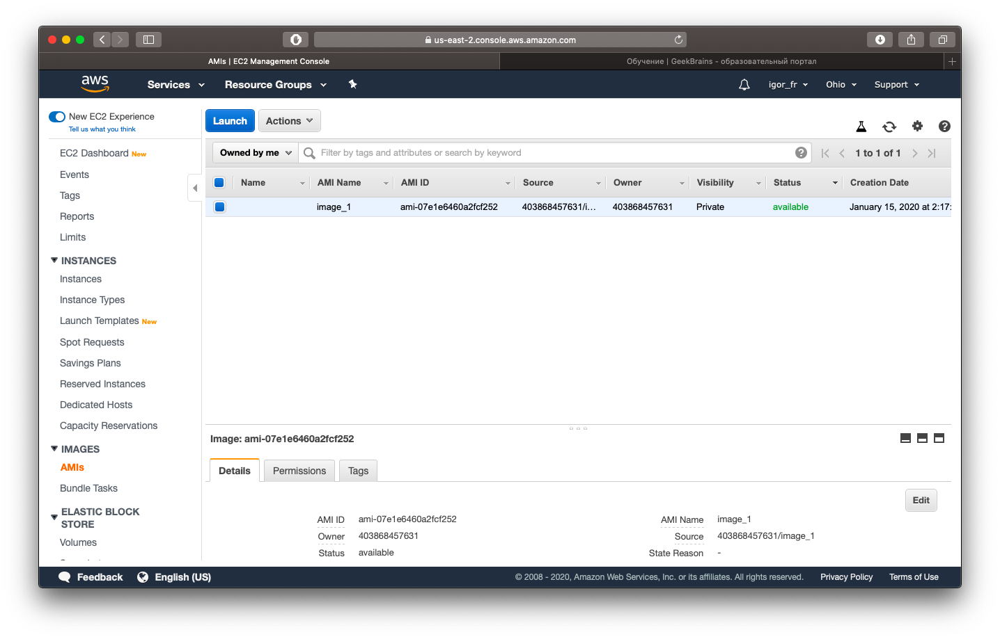 us-east-2.console.aws.amazon.com
AMIs | EC2 Management Console
Обучение | GeekBrains - образовательный портал
aws
Services
Resource Groups
igor_fr
Ohio
Support
New EC2 Experience
Tell us what you think
EC2 Dashboard New
Events
Tags
Reports
Limits
INSTANCES
Instances
Instance Types
Launch Templates New
Spot Requests
Savings Plans
Reserved Instances
Dedicated Hosts
Capacity Reservations
IMAGES
AMIs
Bundle Tasks
ELASTIC BLOCK
STORE
Volumes
Launch
Actions
Owned by me
Filter by tags and attributes or search by keyword
1 to 1 of 1
Name AMI Name AMI ID Source Owner Visibility Status Creation Date
image_1 ami-07e1e6460a2fcf252 403868457631/i... 403868457631 Private available January 15, 2020 at 2:17:
Image: ami-07e1e6460a2fcf252
Details
Permissions
Tags
Edit
AMI ID ami-07e1e6460a2fcf252
AMI Name image_1
Owner 403868457631
Source 403868457631/image_1
Status available
State Reason -
Feedback
English (US)
© 2008 - 2020, Amazon Web Services, Inc. or its affiliates. All rights reserved.
Privacy Policy
Terms of Use